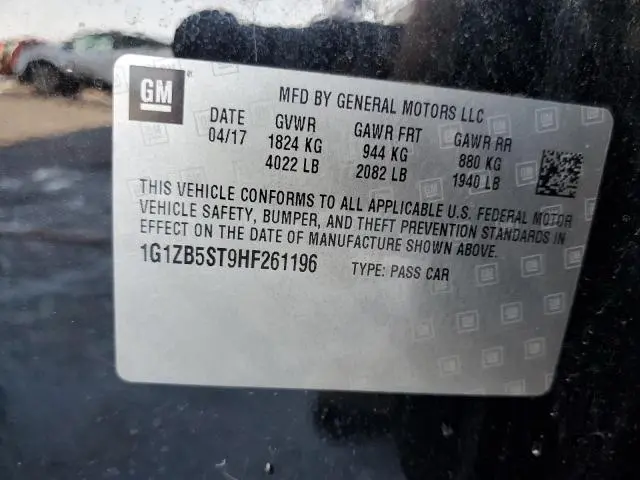 GM
MFD BY GENERAL MOTORS LLC
DATE GVWR GAWR FRT GAWR RR
04/17 1824 KG 944 KG 880 KG
4022 LB 2082 LB 1940 LB
THIS VEHICLE CONFORMS TO ALL APPLICABLE U.S. FEDERAL MOTOR
VEHICLE SAFETY, BUMPER, AND THEFT PREVENTION STANDARDS IN
EFFECT ON THE DATE OF MANUFACTURE SHOWN ABOVE.
1G1ZB5ST9HF261196 TYPE: PASS CAR